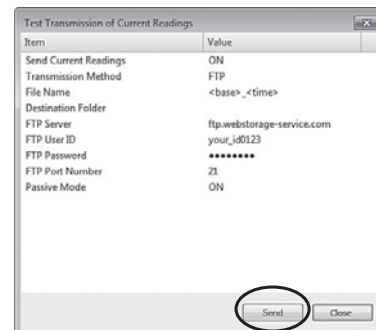 Test Transmission of Current Readings
Item Value
Send Current Readings ON
Transmission Method FTP
File Name <base>_<time>
Destination Folder
FTP Server ftp.webstorage-service.com
FTP User ID your_id0123
FTP Password ●●●●●●●●
FTP Port Number 21
Passive Mode ON
Send Close